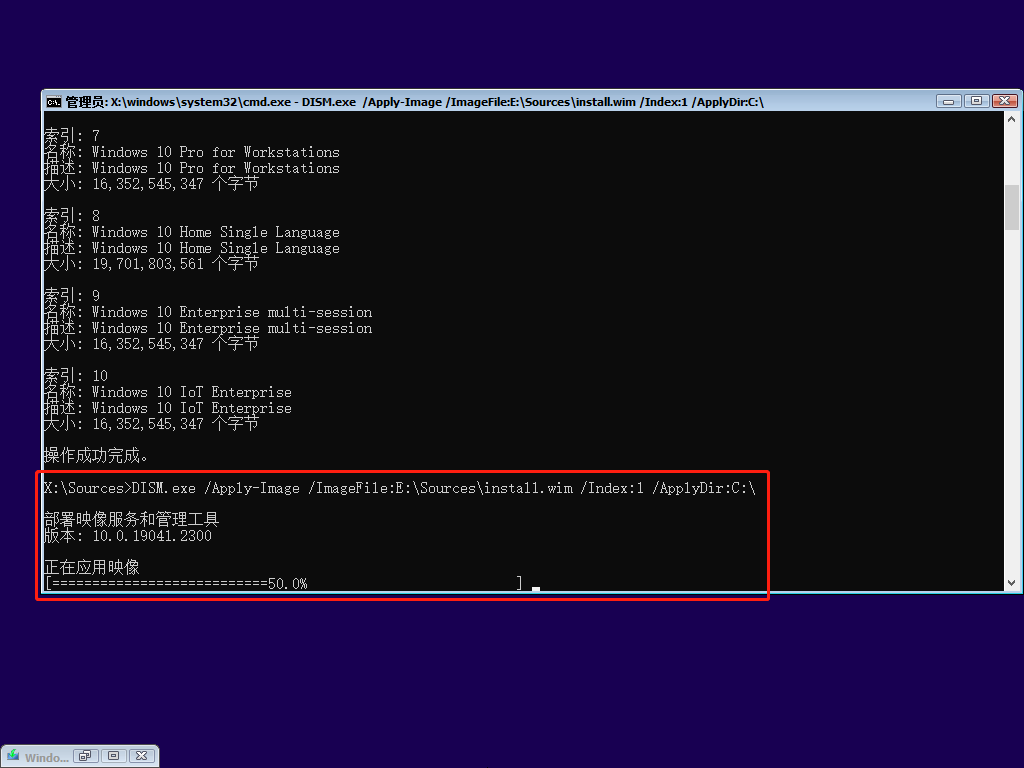 管理员: X:\windows\system32\cmd.exe - DISM.exe  /Apply-Image /ImageFile:E:\Sources\install.wim /Index:1 /ApplyDir:C:\
索引: 7
名称: Windows 10 Pro for Workstations
描述: Windows 10 Pro for Workstations
大小: 16,352,545,347 个字节
索引: 8
名称: Windows 10 Home Single Language
描述: Windows 10 Home Single Language
大小: 19,701,803,561 个字节
索引: 9
名称: Windows 10 Enterprise multi-session
描述: Windows 10 Enterprise multi-session
大小: 16,352,545,347 个字节
索引: 10
名称: Windows 10 IoT Enterprise
描述: Windows 10 IoT Enterprise
大小: 16,352,545,347 个字节
操作成功完成。
X:\Sources>DISM.exe /Apply-Image /ImageFile:E:\Sources\install.wim /Index:1 /ApplyDir:C:\
部署映像服务和管理工具
版本: 10.0.19041.2300
正在应用映像
[===========================50.0%                          ]
Windo...